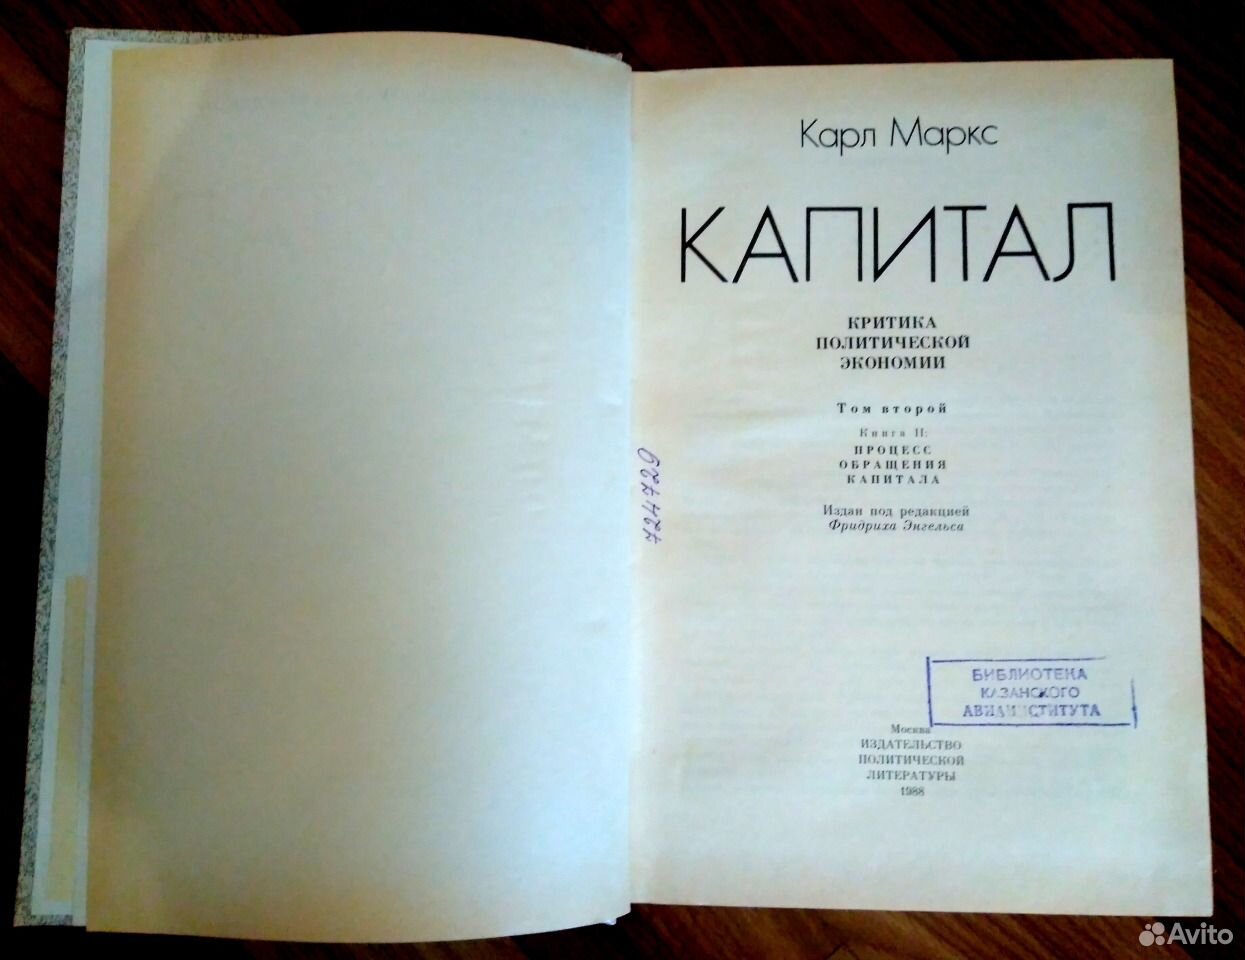 Карл Маркс
КАПИТАЛ
КРИТИКА
ПОЛИТИЧЕСКОЙ
ЭКОНОМИИ
Том второй
Книга II:
ПРОЦЕСС
ОБРАЩЕНИЯ
КАПИТАЛА
Издан под редакцией
Фридриха Энгельса
БИБЛИОТЕКА
КАЗАНСКОГО
АВИАИНСТИТУТА
Москва
ИЗДАТЕЛЬСТВО
ПОЛИТИЧЕСКОЙ
ЛИТЕРАТУРЫ
1988
Avito